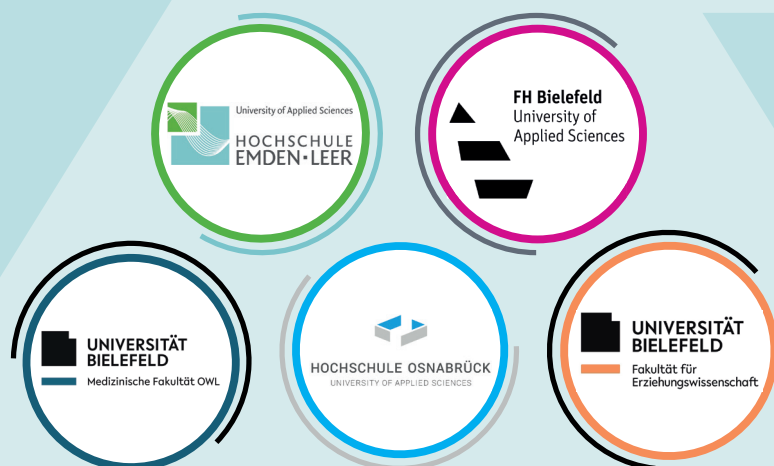 University of Applied Sciences
HOCHSCHULE
EMDEN•LEER
FH Bielefeld
University of
Applied Sciences
UNIVERSITÄT
BIELEFELD
Medizinische Fakultät OWL
HOCHSCHULE OSNABRÜCK
UNIVERSITY OF APPLIED SCIENCES
UNIVERSITÄT
BIELEFELD
Fakultät für
Erziehungswissenschaft